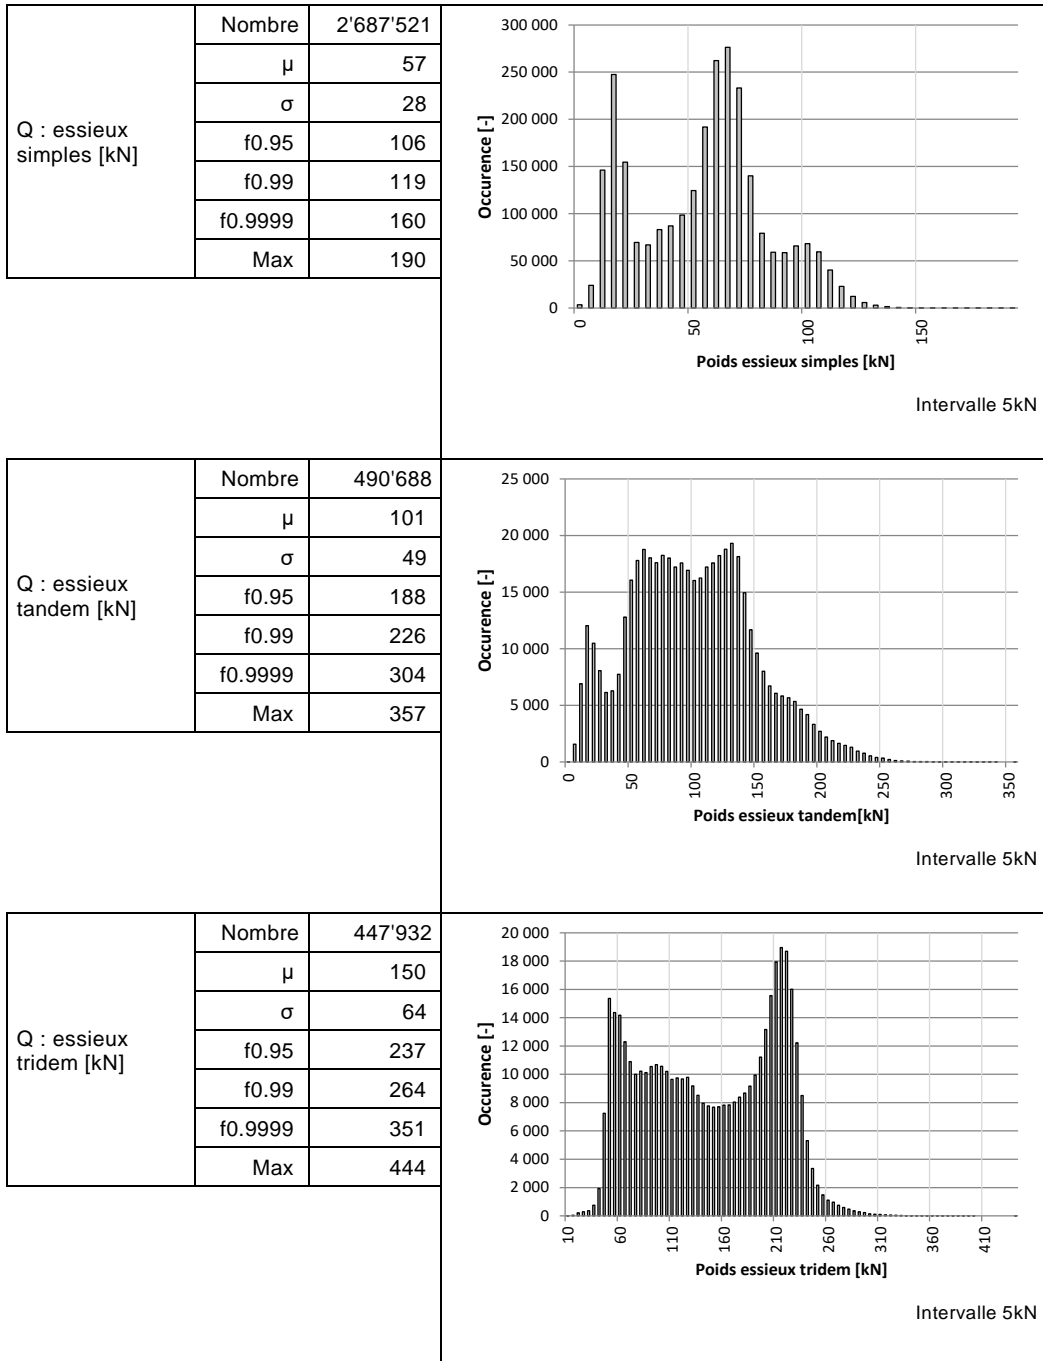 Q : essieux
simples [kN]
Nombre 2'687'521
μ 57
σ 28
f0.95 106
f0.99 119
f0.9999 160
Max 190
Occurence [-]
300 000
250 000
200 000
150 000
100 000
50 000
0
0 50 100 150
Poids essieux simples [kN]
Intervalle 5kN
Q : essieux
tandem [kN]
Nombre 490'688
μ 101
σ 49
f0.95 188
f0.99 226
f0.9999 304
Max 357
Occurence [-]
25 000
20 000
15 000
10 000
5 000
0
0 50 100 150 200 250 300 350
Poids essieux tandem[kN]
Intervalle 5kN
Q : essieux
tridem [kN]
Nombre 447'932
μ 150
σ 64
f0.95 237
f0.99 264
f0.9999 351
Max 444
Occurence [-]
20 000
18 000
16 000
14 000
12 000
10 000
8 000
6 000
4 000
2 000
0
10 60 110 160 210 260 310 360 410
Poids essieux tridem [kN]
Intervalle 5kN